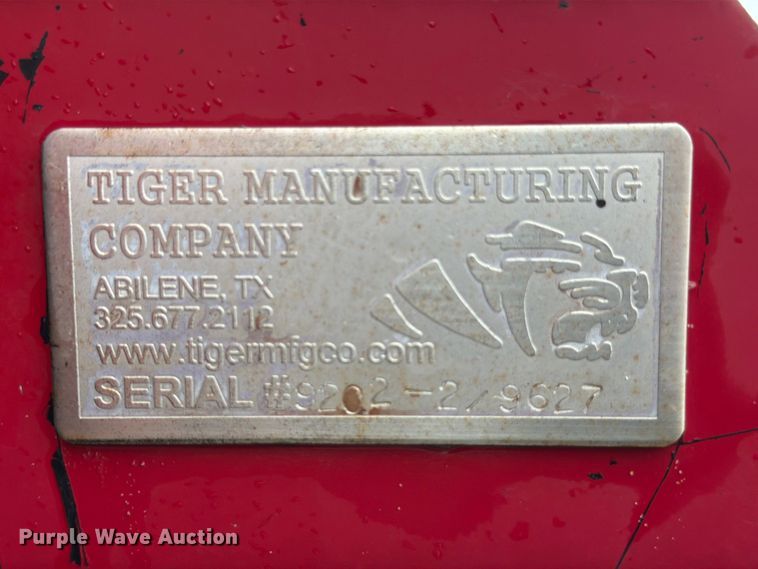 TIGER MANUFACTURING
COMPANY
ABILENE, TX
325.677.2112
www.tigermfgco.com
SERIAL #9202-2/9627
Purple Wave Auction